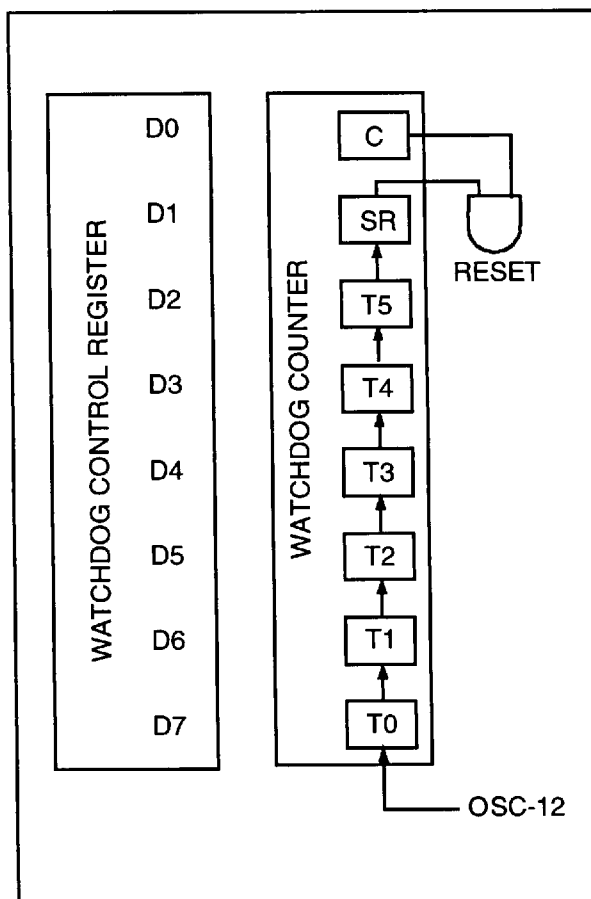 WATCHDOG CONTROL REGISTER
D0
D1
D2
D3
D4
D5
D6
D7
WATCHDOG COUNTER
C
SR
T5
T4
T3
T2
T1
T0
RESET
OSC-12